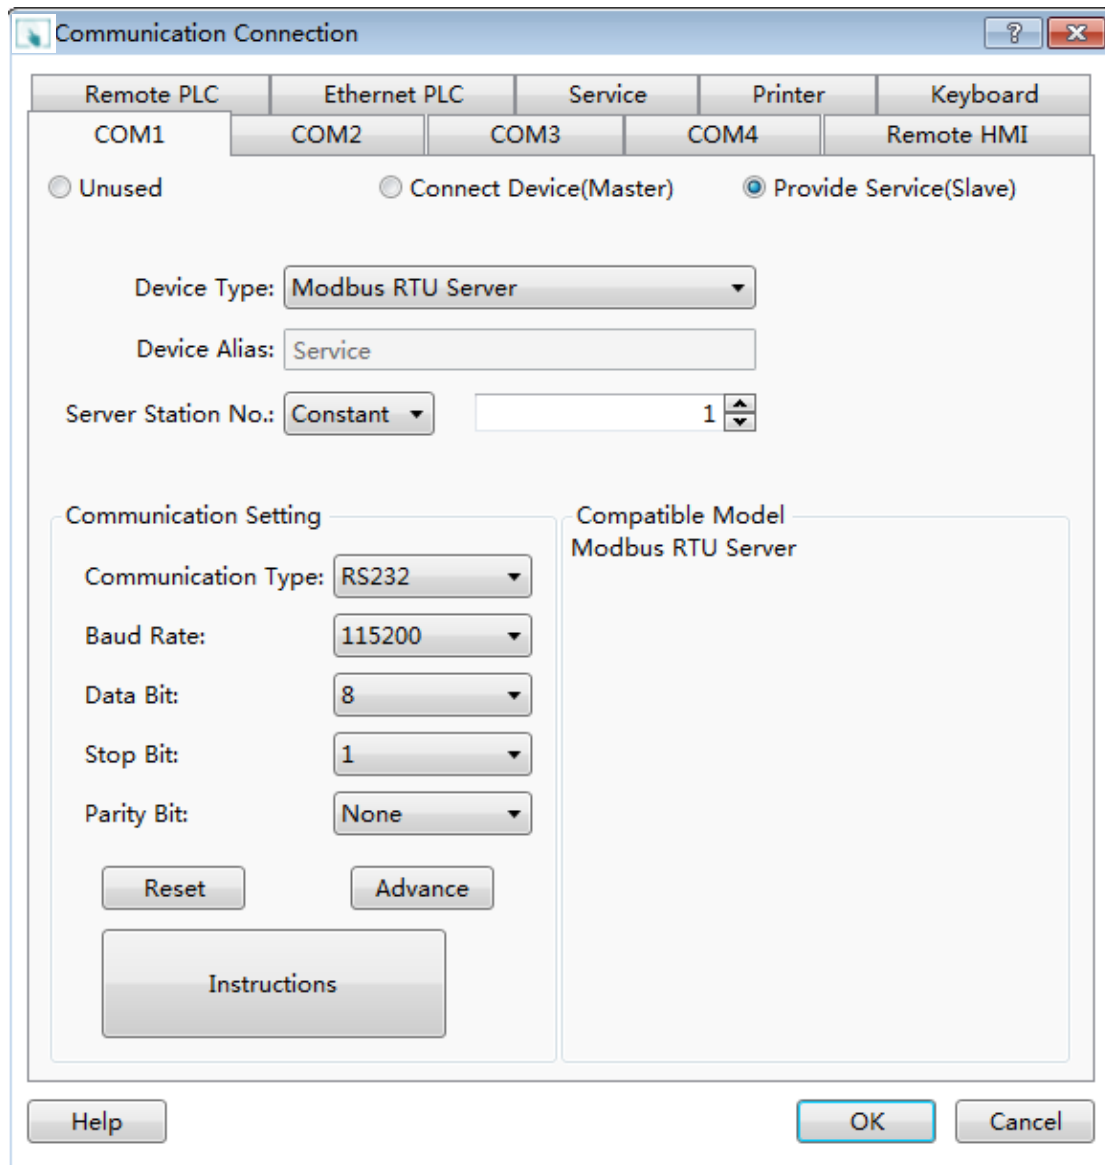 Communication Connection
Remote PLC Ethernet PLC Service Printer Keyboard
COM1 COM2 COM3 COM4 Remote HMI
Unused Connect Device(Master) Provide Service(Slave)
Device Type: Modbus RTU Server
Device Alias: Service
Server Station No.: Constant 1
Communication Setting
Communication Type: RS232
Baud Rate: 115200
Data Bit: 8
Stop Bit: 1
Parity Bit: None
Reset Advance
Instructions
Compatible Model
Modbus RTU Server
Help OK Cancel